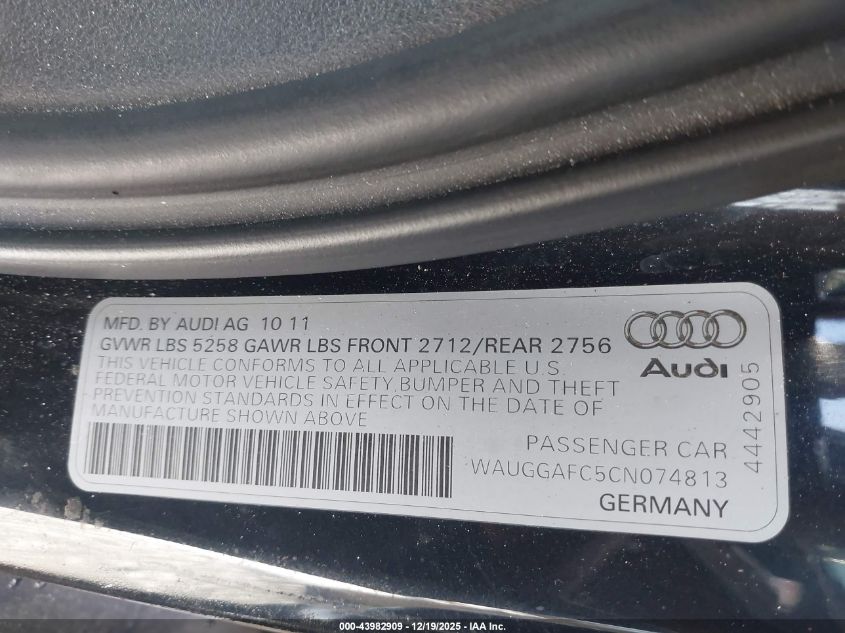 MFD. BY AUDI AG 10 11
GVWR LBS 5258 GAWR LBS FRONT 2712/REAR 2756
THIS VEHICLE CONFORMS TO ALL APPLICABLE U.S.
FEDERAL MOTOR VEHICLE SAFETY, BUMPER AND THEFT
PREVENTION STANDARDS IN EFFECT ON THE DATE OF
MANUFACTURE SHOWN ABOVE
Audi
4442905
PASSENGER CAR
WAUGGAFC5CN074813
GERMANY
000-43982909 - 12/19/2025 - IAA Inc.